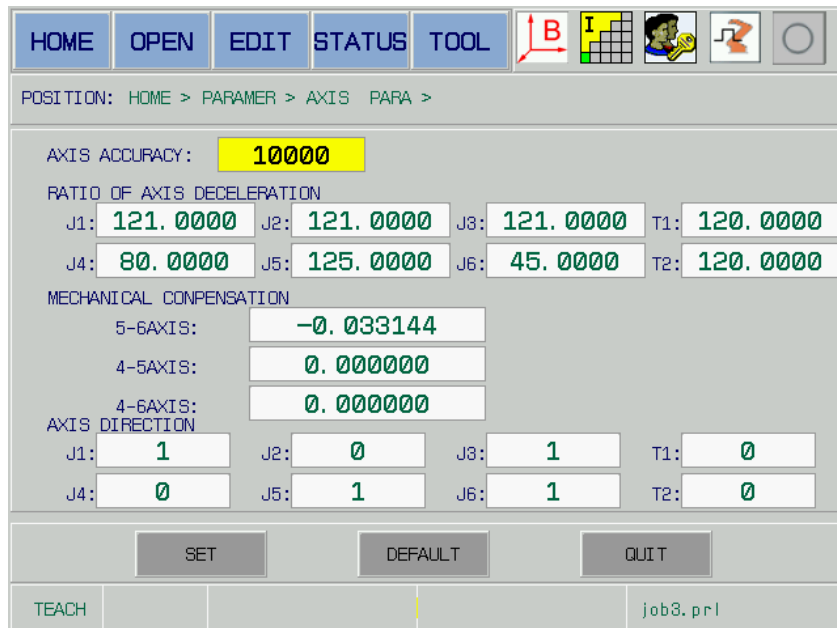 HOME OPEN EDIT STATUS TOOL B I
POSITION: HOME > PARAMER > AXIS PARA >
AXIS ACCURACY: 10000
RATIO OF AXIS DECELERATION
J1: 121.0000 J2: 121.0000 J3: 121.0000 T1: 120.0000
J4: 80.0000 J5: 125.0000 J6: 45.0000 T2: 120.0000
MECHANICAL CONPENSATION
5-6AXIS: -0.033144
4-5AXIS: 0.000000
4-6AXIS: 0.000000
AXIS DIRECTION
J1: 1 J2: 0 J3: 1 T1: 0
J4: 0 J5: 1 J6: 1 T2: 0
SET DEFAULT QUIT
TEACH job3.prl